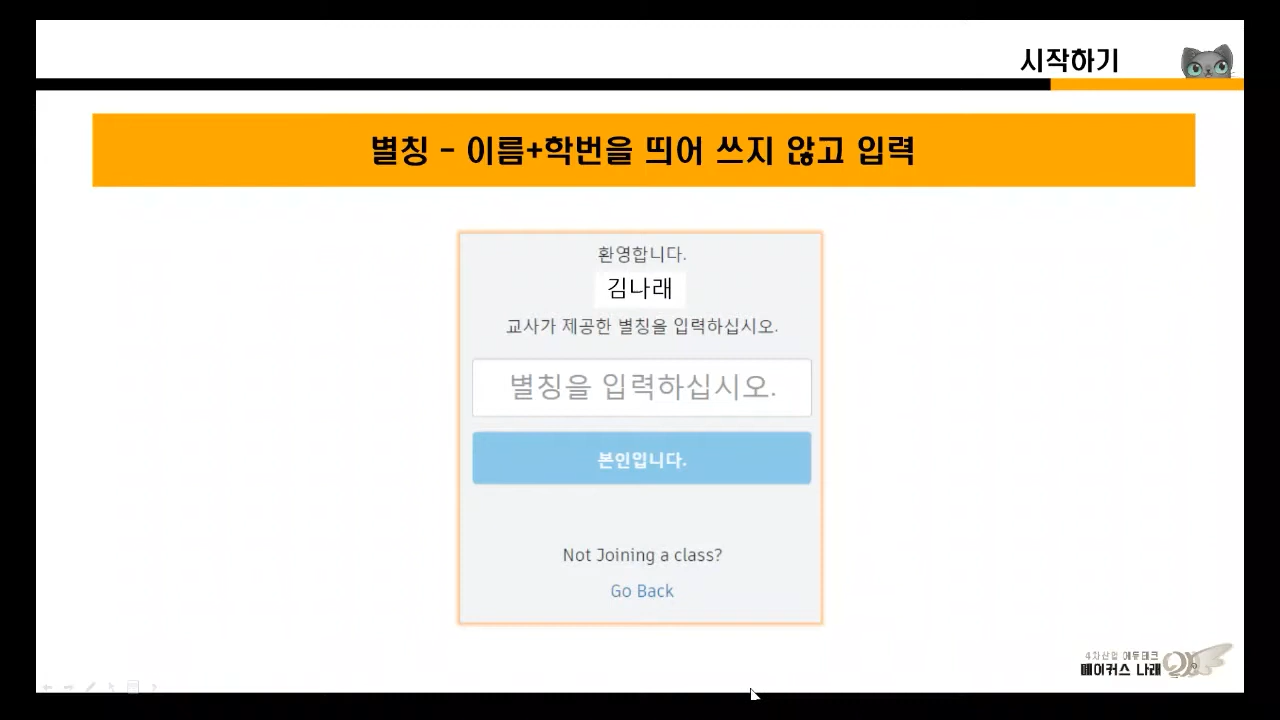 시작하기
별칭 - 이름+학번을 띄어 쓰지 않고 입력
환영합니다.
김나래
교사가 제공한 별칭을 입력하십시오.
별칭을 입력하십시오.
본인입니다.
Not Joining a class?
Go Back
4차산업 에듀테크
메이커스 나래